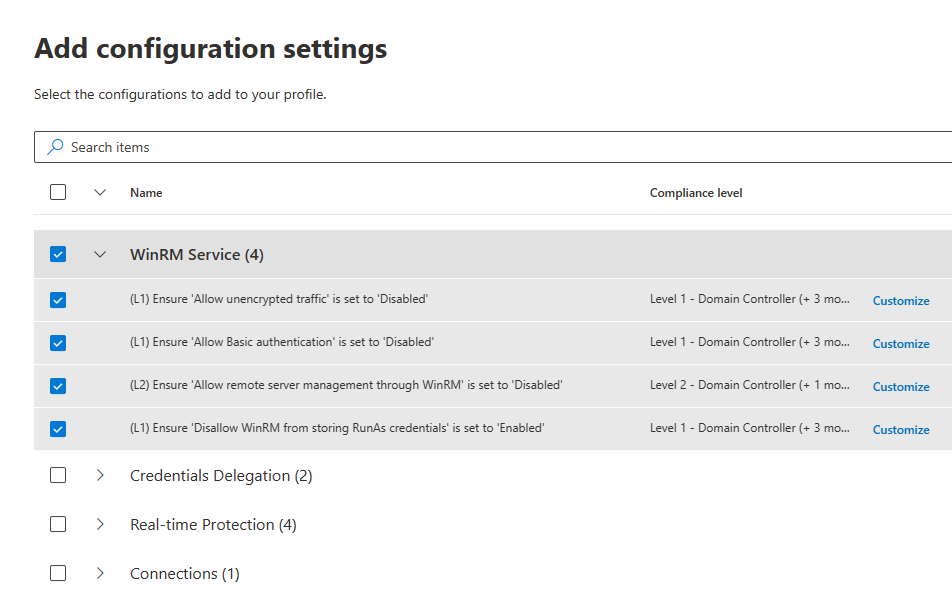 Add configuration settings
Select the configurations to add to your profile.
Search items
Name Compliance level
WinRM Service (4)
(L1) Ensure 'Allow unencrypted traffic' is set to 'Disabled' Level 1 - Domain Controller (+ 3 mo... Customize
(L1) Ensure 'Allow Basic authentication' is set to 'Disabled' Level 1 - Domain Controller (+ 3 mo... Customize
(L2) Ensure 'Allow remote server management through WinRM' is set to 'Disabled' Level 2 - Domain Controller (+ 1 mo... Customize
(L1) Ensure 'Disallow WinRM from storing RunAs credentials' is set to 'Enabled' Level 1 - Domain Controller (+ 3 mo... Customize
Credentials Delegation (2)
Real-time Protection (4)
Connections (1)